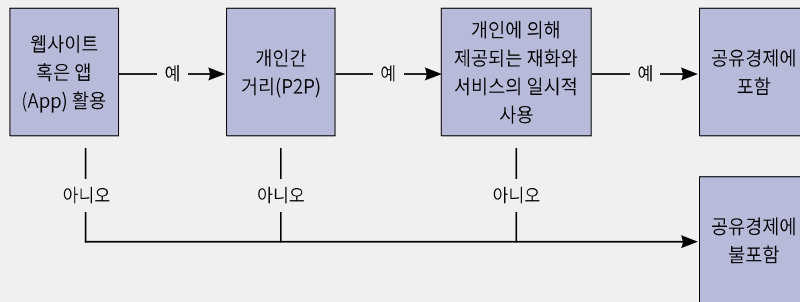 웹사이트
혹은 앱
(App) 활용
예
개인간
거리(P2P)
예
개인에 의해
제공되는 재화와
서비스의 일시적
사용
예
공유경제에
포함
아니오
아니오
아니오
공유경제에
불포함